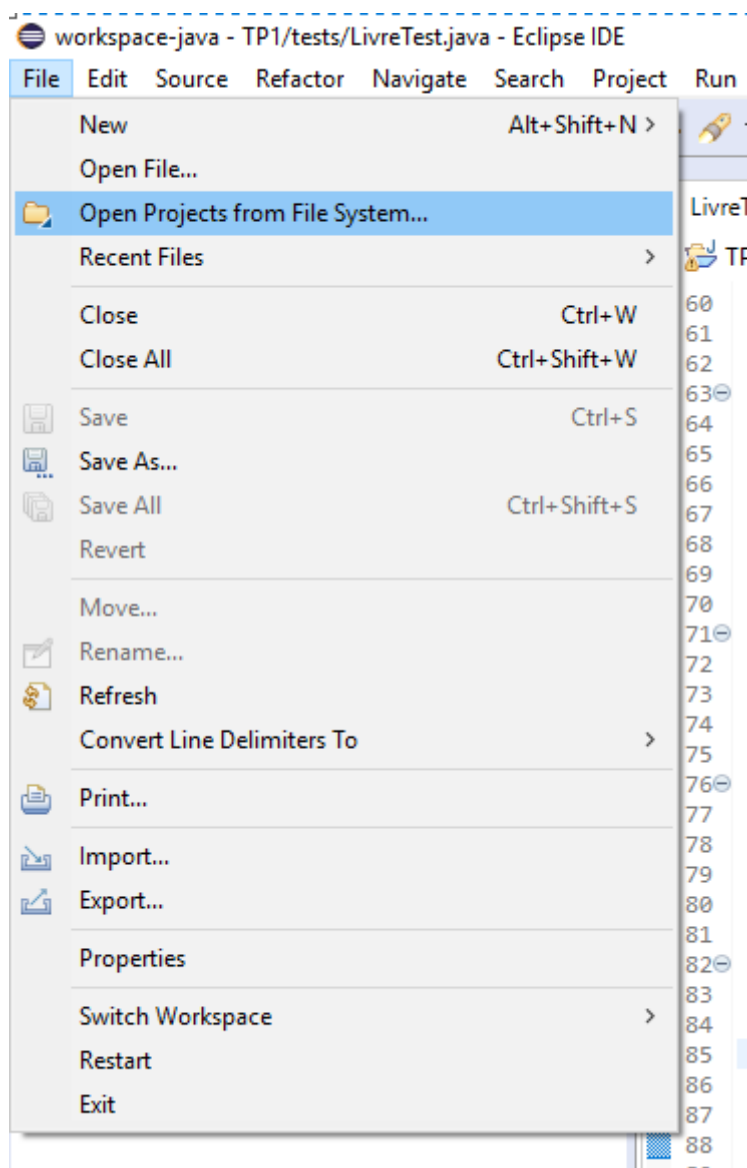 workspace-java - TP1/tests/LivreTest.java - Eclipse IDE
File Edit Source Refactor Navigate Search Project Run
New Alt+Shift+N >
Open File...
Open Projects from File System...
Recent Files >
Close Ctrl+W
Close All Ctrl+Shift+W
Save Ctrl+S
Save As...
Save All Ctrl+Shift+S
Revert
Move...
Rename...
Refresh
Convert Line Delimiters To >
Print...
Import...
Export...
Properties
Switch Workspace >
Restart
Exit
LivreT
TP
60
61
62
63
64
65
66
67
68
69
70
71
72
73
74
75
76
77
78
79
80
81
82
83
84
85
86
87
88